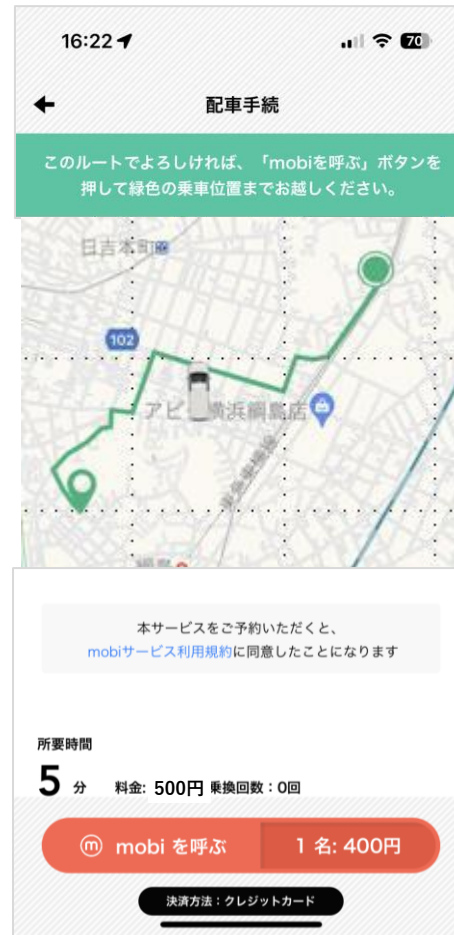 16:22
70
配車手続
このルートでよろしければ、「mobiを呼ぶ」ボタンを
押して緑色の乗車位置までお越しください。
日吉本町
102
横浜綱島店
本サービスをご予約いただくと、
mobiサービス利用規約に同意したことになります
所要時間
5 分 料金: 500円 乗換回数：0回
m mobi を呼ぶ 1 名: 400円
決済方法：クレジットカード